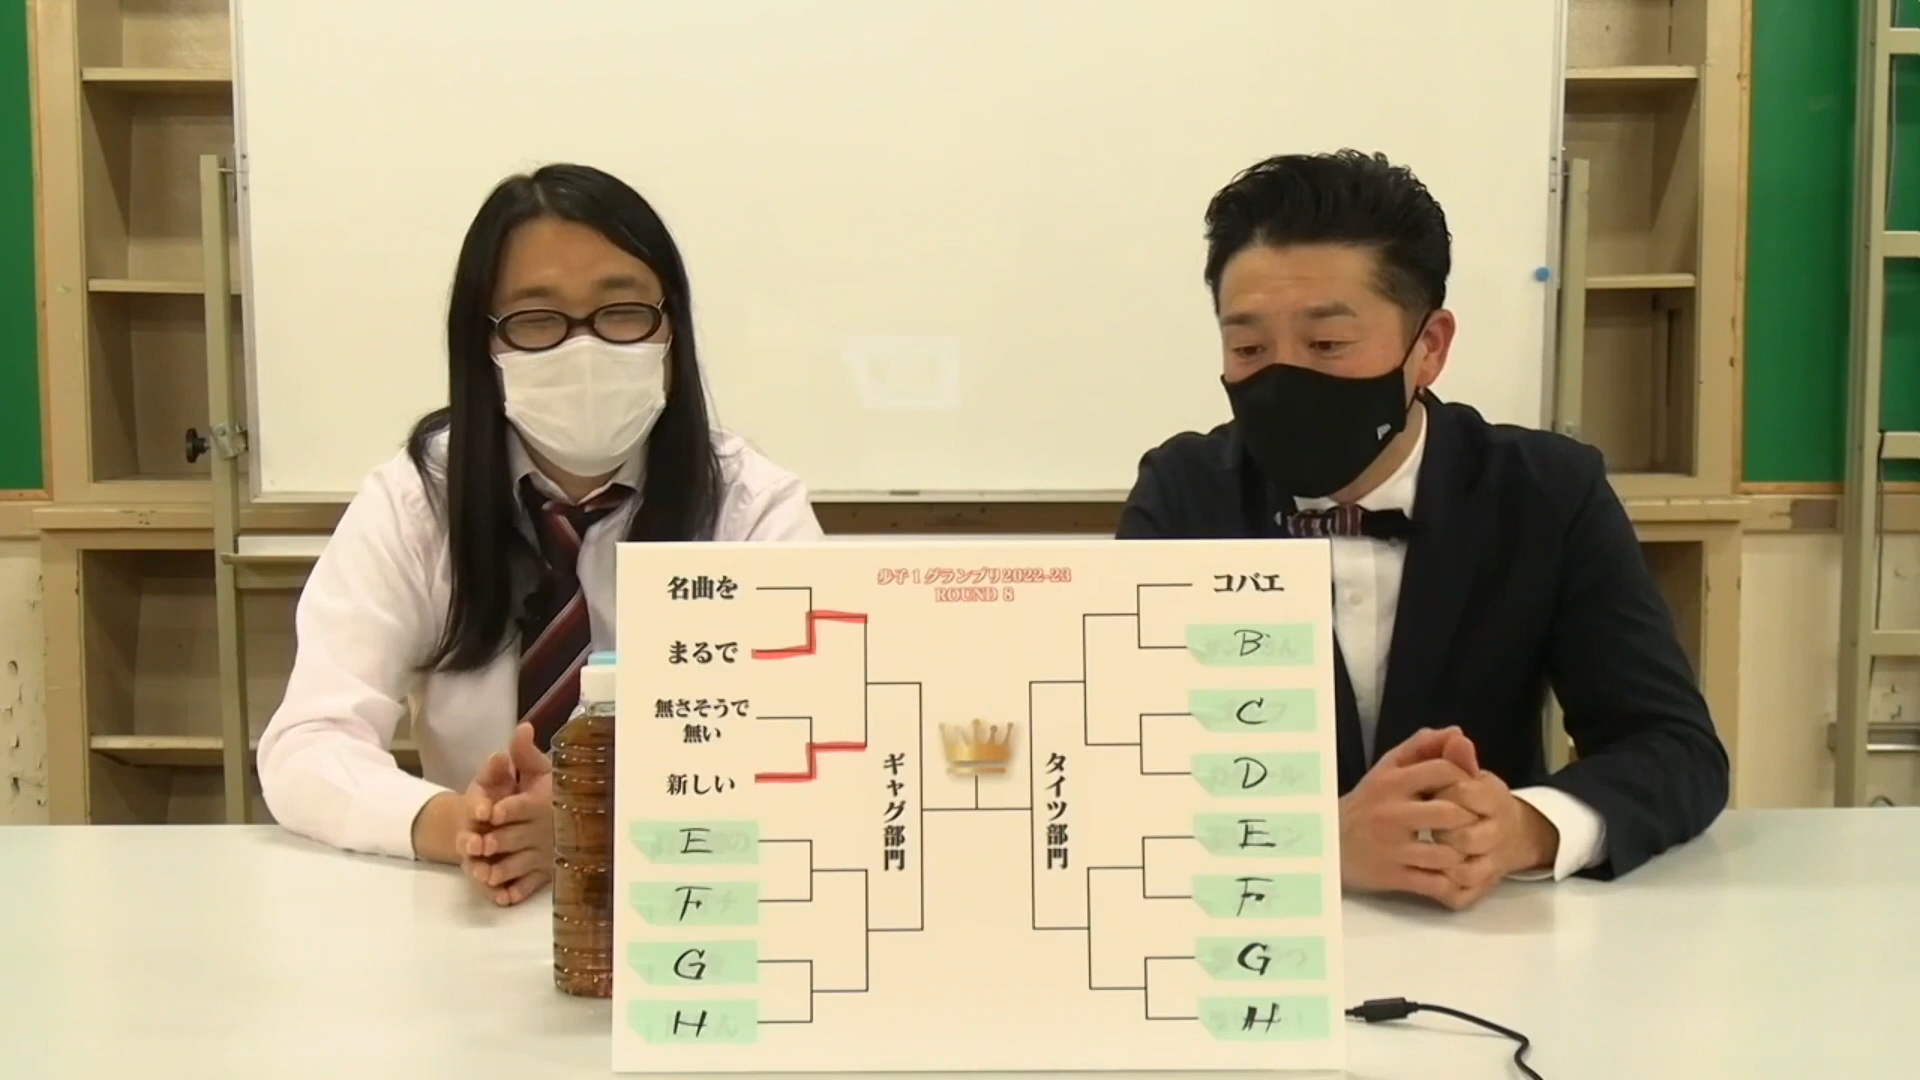 歩子1グランプリ2022-23
ROUND 8
名曲を
まるで
無さそうで
無い
新しい
E
F
G
H
ギャグ部門
タイツ部門
コバエ
B
C
D
E
F
G
H